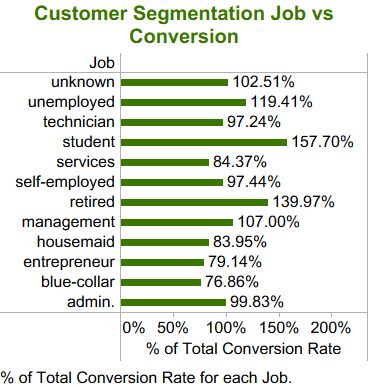 Customer Segmentation Job vs
Conversion
Job
unknown 102.51%
unemployed 119.41%
technician 97.24%
student 157.70%
services 84.37%
self-employed 97.44%
retired 139.97%
management 107.00%
housemaid 83.95%
entrepreneur 79.14%
blue-collar 76.86%
admin. 99.83%
0% 50% 100% 150% 200%
% of Total Conversion Rate
% of Total Conversion Rate for each Job.